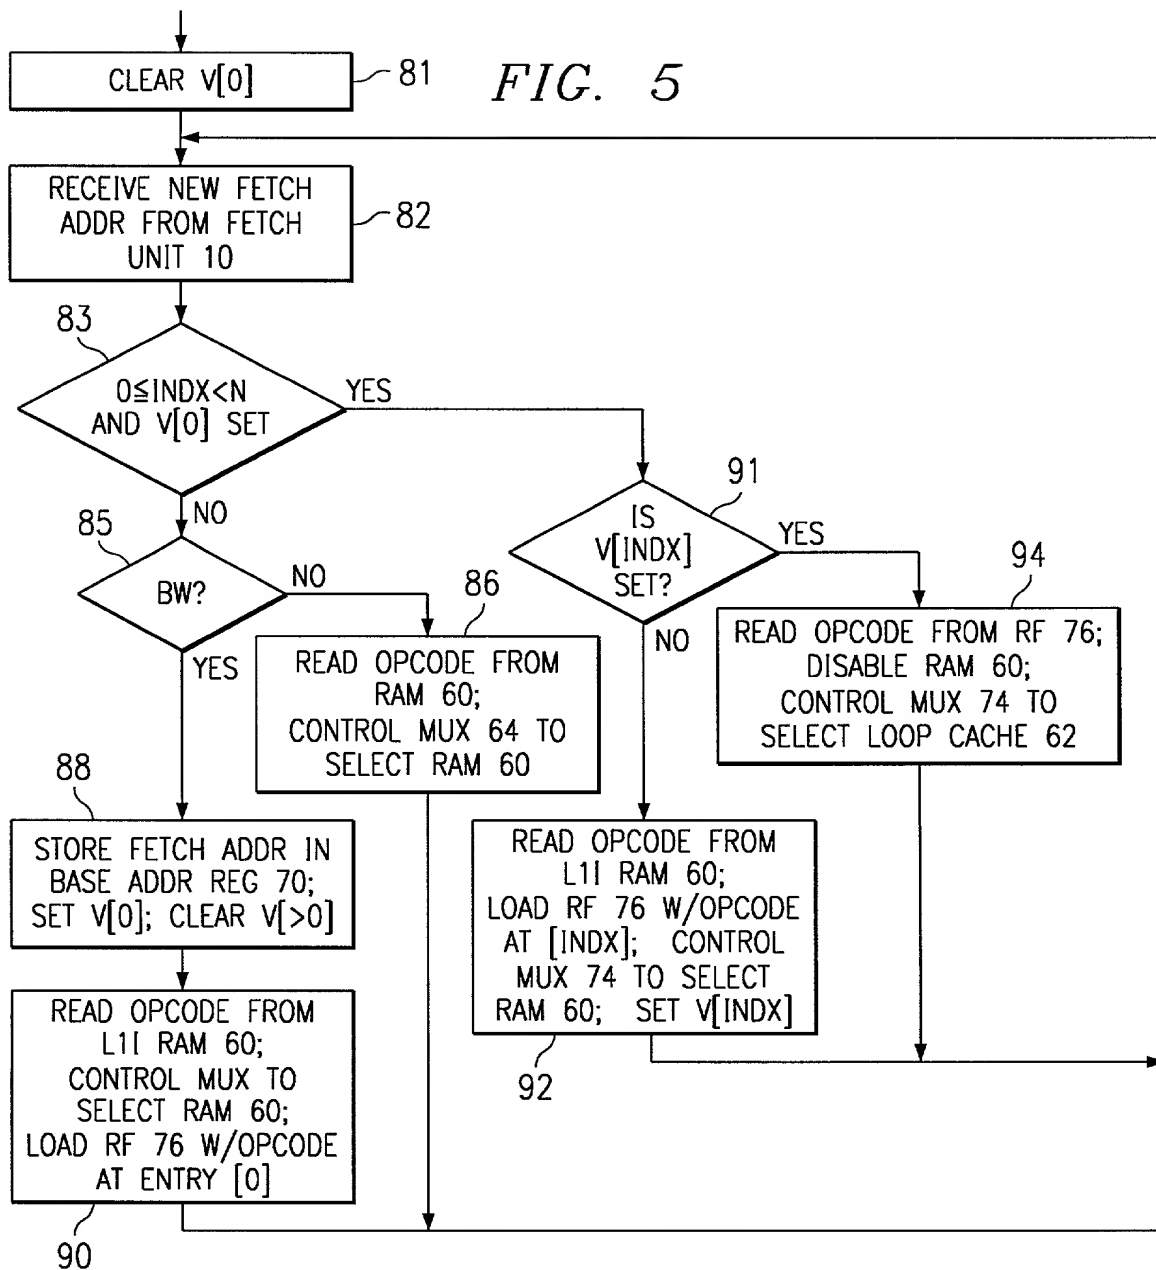 CLEAR V[0]
81
FIG. 5
RECEIVE NEW FETCH
ADDR FROM FETCH
UNIT 10
82
83
0≦INDX<N
AND V[0] SET
YES
NO
85
BW?
NO
YES
86
READ OPCODE FROM
RAM 60;
CONTROL MUX 64 TO
SELECT RAM 60
91
IS
V[INDX]
SET?
YES
NO
94
READ OPCODE FROM RF 76;
DISABLE RAM 60;
CONTROL MUX 74 TO
SELECT LOOP CACHE 62
88
STORE FETCH ADDR IN
BASE ADDR REG 70;
SET V[0]; CLEAR V[>0]
READ OPCODE FROM
L1I RAM 60;
LOAD RF 76 W/OPCODE
AT [INDX]; CONTROL
MUX 74 TO SELECT
RAM 60; SET V[INDX]
92
READ OPCODE FROM
L1I RAM 60;
CONTROL MUX TO
SELECT RAM 60;
LOAD RF 76 W/OPCODE
AT ENTRY [0]
90